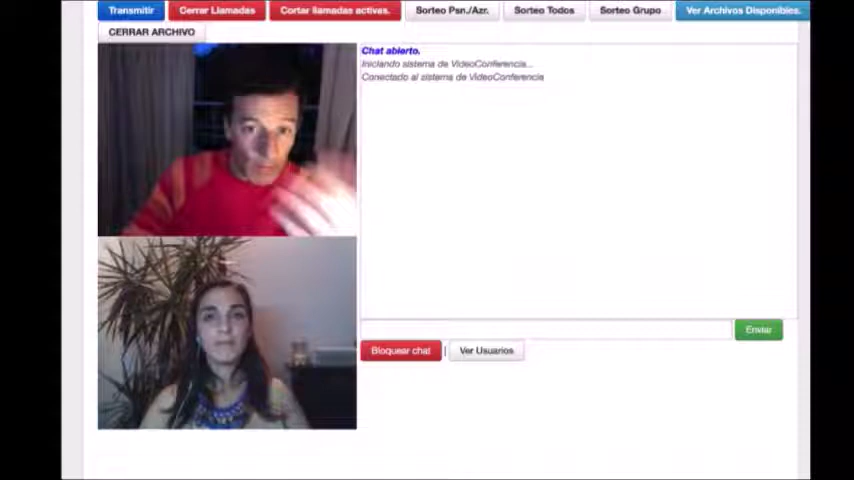 Transmitir Cerrar Llamadas Cortar llamadas activas. Sorteo Psn./Azr. Sorteo Todos Sorteo Grupo Ver Archivos Disponibles.
CERRAR ARCHIVO
Chat abierto.
Iniciando sistema de VideoConferencia...
Conectado al sistema de VideoConferencia
Enviar
Bloquear chat | Ver Usuarios